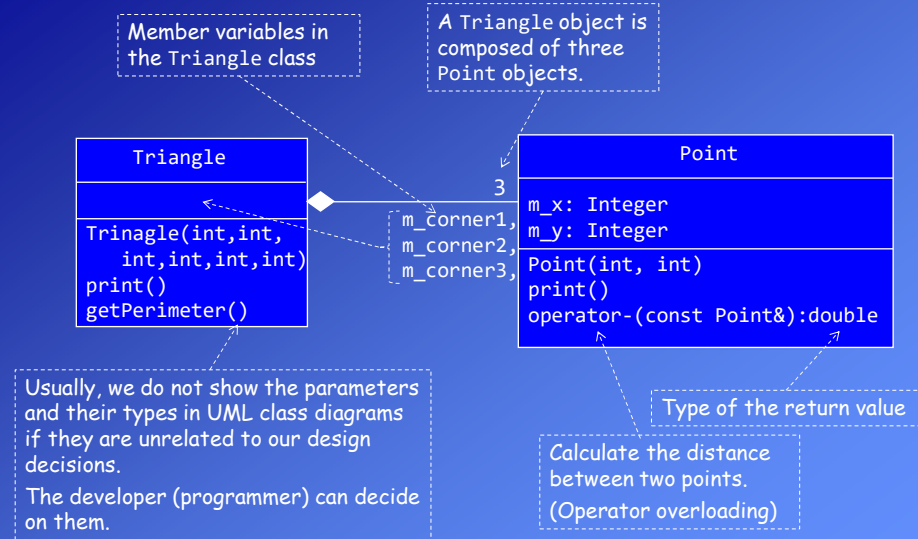 Member variables in
the Triangle class
A Triangle object is
composed of three
Point objects.
Triangle
Trinagle(int,int,
int,int,int,int)
print()
getPerimeter()
3
m_corner1,
m_corner2,
m_corner3,
Point
m_x: Integer
m_y: Integer
Point(int, int)
print()
operator-(const Point&):double
Usually, we do not show the parameters
and their types in UML class diagrams
if they are unrelated to our design
decisions.
The developer (programmer) can decide
on them.
Type of the return value
Calculate the distance
between two points.
(Operator overloading)